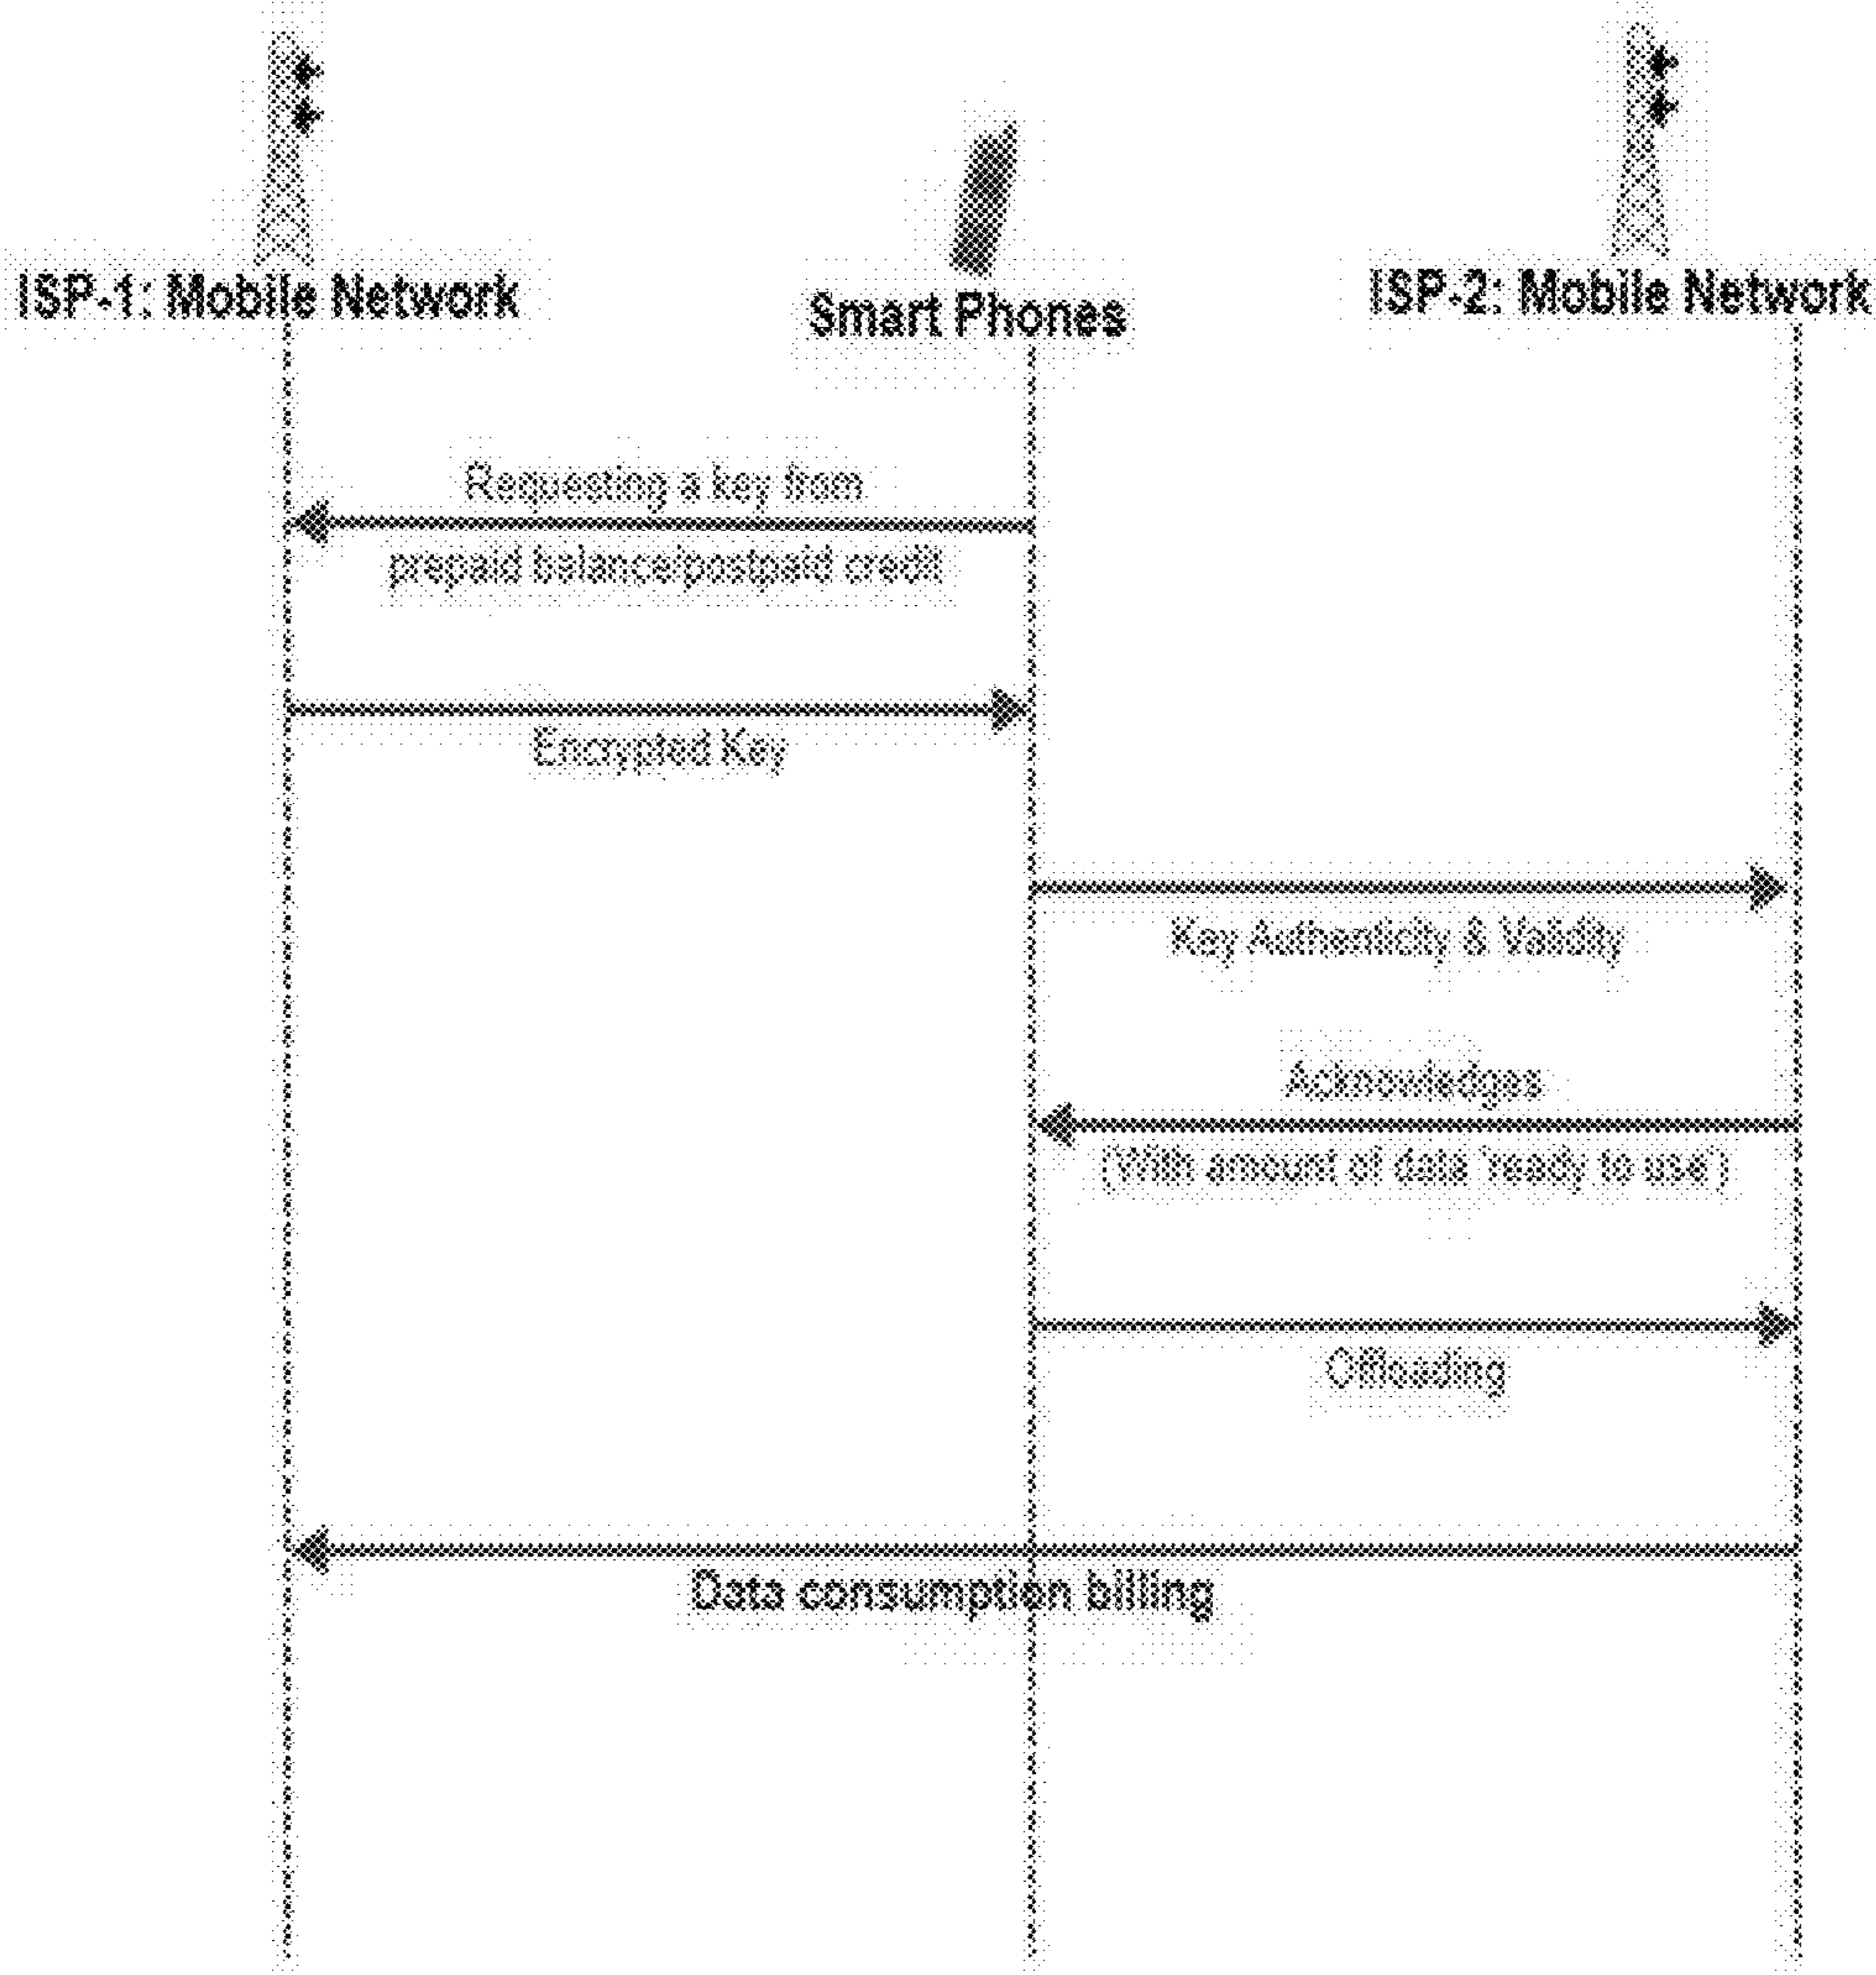 ISP-1: Mobile Network
Smart Phones
ISP-2: Mobile Network
Requesting a key from
prepaid balance/postpaid credit
Encrypted Key
Key Authenticity & Validity
Acknowledges
(With amount of data 'ready to use')
Offloading
Data consumption billing